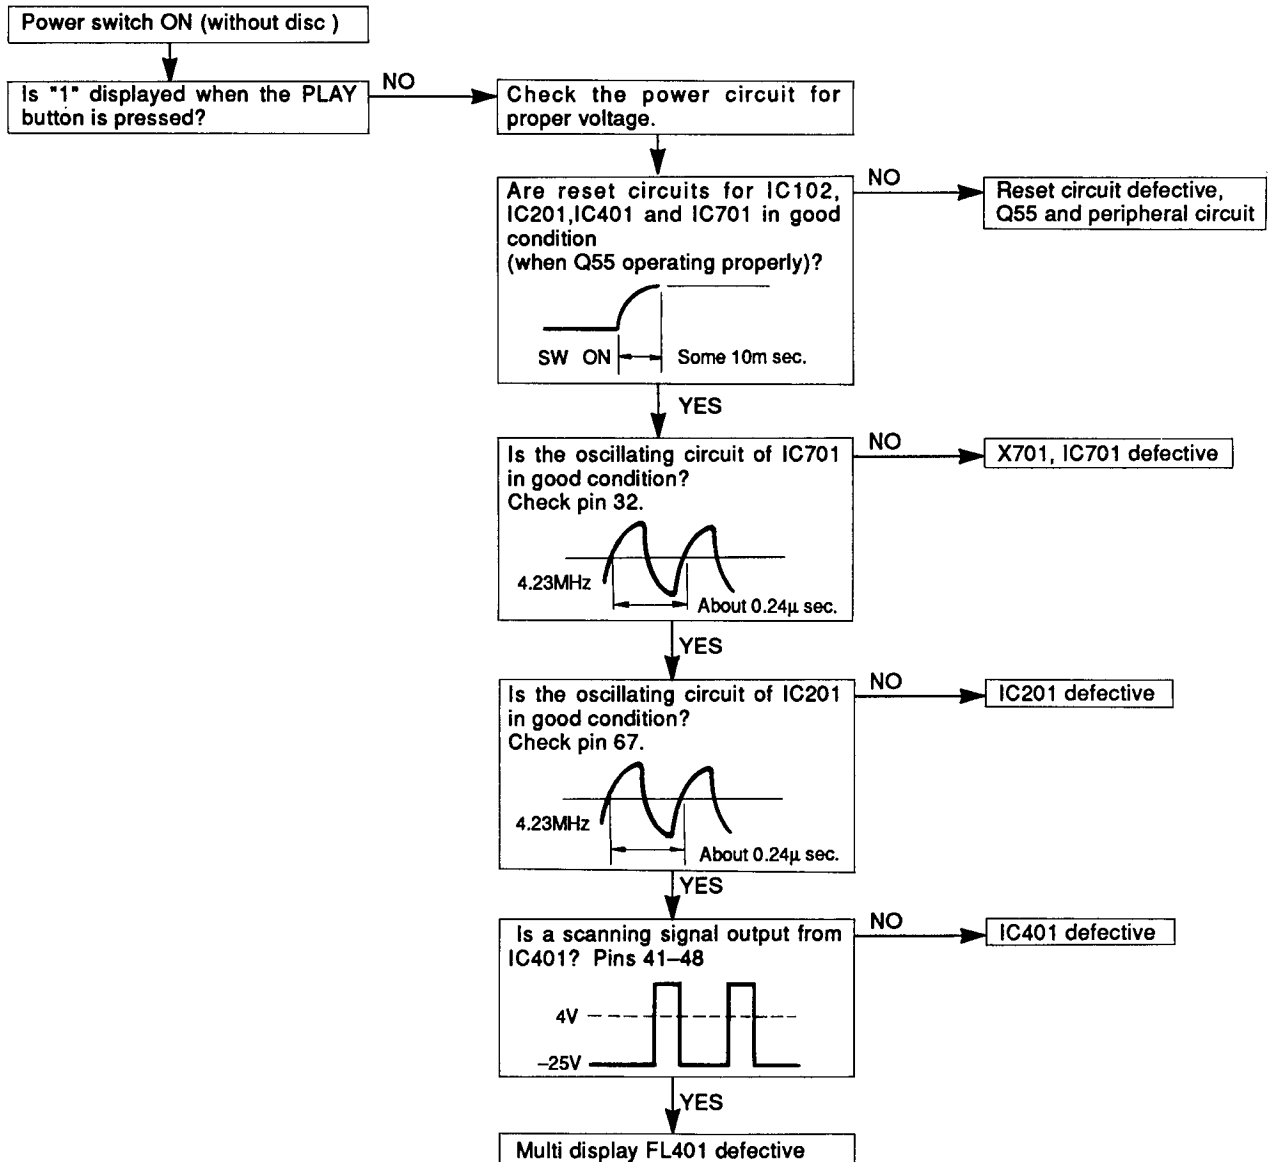 Power switch ON (without disc )
Is "1" displayed when the PLAY
button is pressed?
NO
Check the power circuit for
proper voltage.
Are reset circuits for IC102,
IC201,IC401 and IC701 in good
condition
(when Q55 operating properly)?
SW ON
Some 10m sec.
NO
Reset circuit defective,
Q55 and peripheral circuit
YES
Is the oscillating circuit of IC701
in good condition?
Check pin 32.
4.23MHz
About 0.24μ sec.
NO
X701, IC701 defective
YES
Is the oscillating circuit of IC201
in good condition?
Check pin 67.
4.23MHz
About 0.24μ sec.
NO
IC201 defective
YES
Is a scanning signal output from
IC401? Pins 41–48
4V
–25V
NO
IC401 defective
YES
Multi display FL401 defective